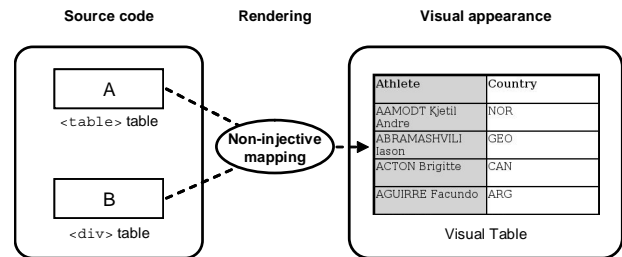 Source code
Rendering
Visual appearance
A
<table> table
B
<div> table
Non-injective
mapping
Athlete Country
AAMODT Kjetil NOR
Andre
ABRAMASHVILI GEO
Iason
ACTON Brigitte CAN
AGUIRRE Facundo ARG
Visual Table